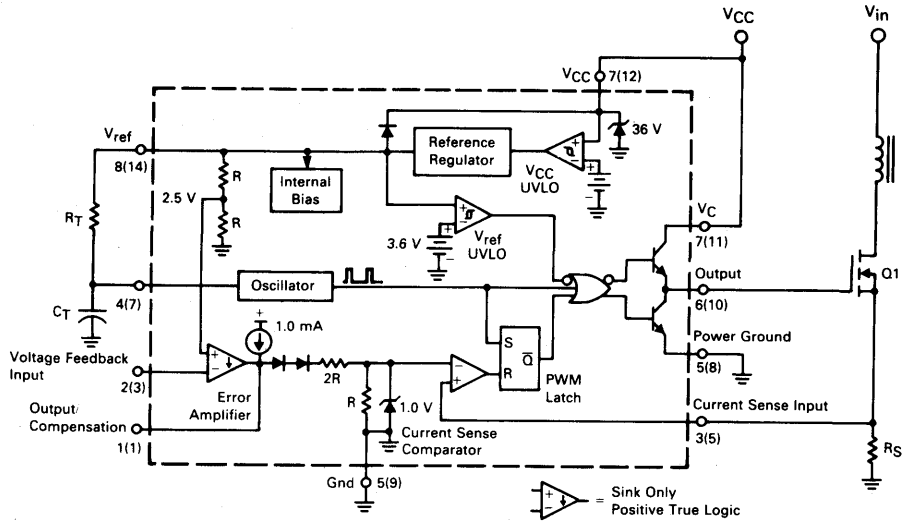 VCC
Vin
VCC 7(12)
Vref
8(14)
2.5 V
R
R
RT
Internal
Bias
Reference
Regulator
+
-
VCC
UVLO
+
-
36 V
VC
7(11)
+
-
3.6 V
+
-
Vref
UVLO
Output
6(10)
Q1
4(7)
CT
Oscillator
+
1.0 mA
Power Ground
5(8)
Voltage Feedback
Input
2(3)
+
-
Error
Amplifier
2R
R
1.0 V
-
+
S
R
Q
PWM
Latch
Current Sense
Comparator
Current Sense Input
3(5)
RS
Output/
Compensation
1(1)
Gnd 5(9)
+
-
= Sink Only
Positive True Logic